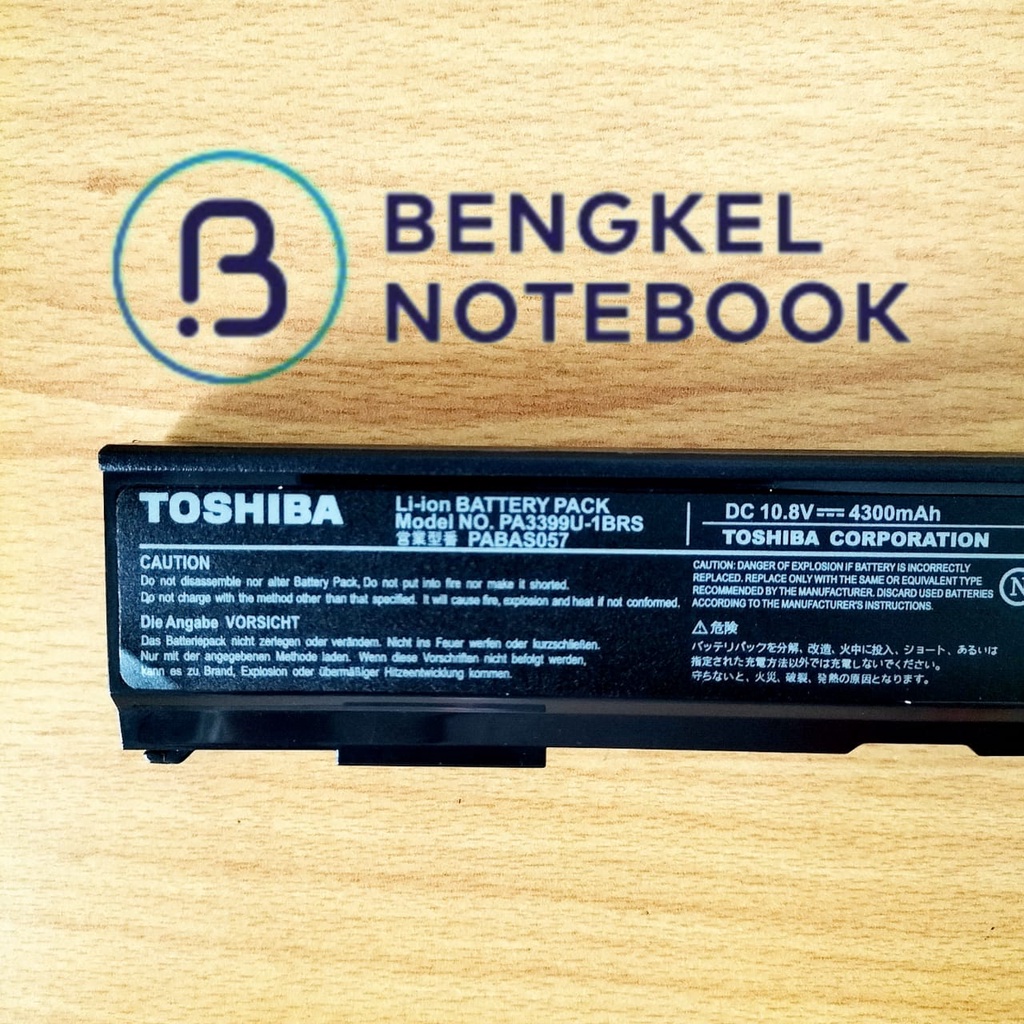 BENGKEL
NOTEBOOK
TOSHIBA
Li-ion BATTERY PACK
Model NO. PA3399U-1BRS
営業型番 PABAS057
DC 10.8V⎓ 4300mAh
TOSHIBA CORPORATION
CAUTION
Do not disassemble nor alter Battery Pack, Do not put into fire nor make it shorted.
Do not charge with the method other than that specified. It will cause fire, explosion and heat if not conformed.
Die Angabe VORSICHT
Das Batteriepack nicht zerlegen oder verändern. Nicht ins Feuer werfen oder kurzschließen.
Nur mit der angegebenen Methode laden. Wenn diese Vorschriften nicht befolgt werden,
kann es zu Brand, Explosion oder übermäßiger Hitzeentwicklung kommen.
CAUTION: DANGER OF EXPLOSION IF BATTERY IS INCORRECTLY
REPLACED. REPLACE ONLY WITH THE SAME OR EQUIVALENT TYPE
RECOMMENDED BY THE MANUFACTURER. DISCARD USED BATTERIES
ACCORDING TO THE MANUFACTURER'S INSTRUCTIONS.
⚠危険
バッテリパックを分解、改造、火中に投入、ショート、あるいは
指定された充電方法以外では充電しないでください。
守らないと、火災、破裂、発熱の原因となります。